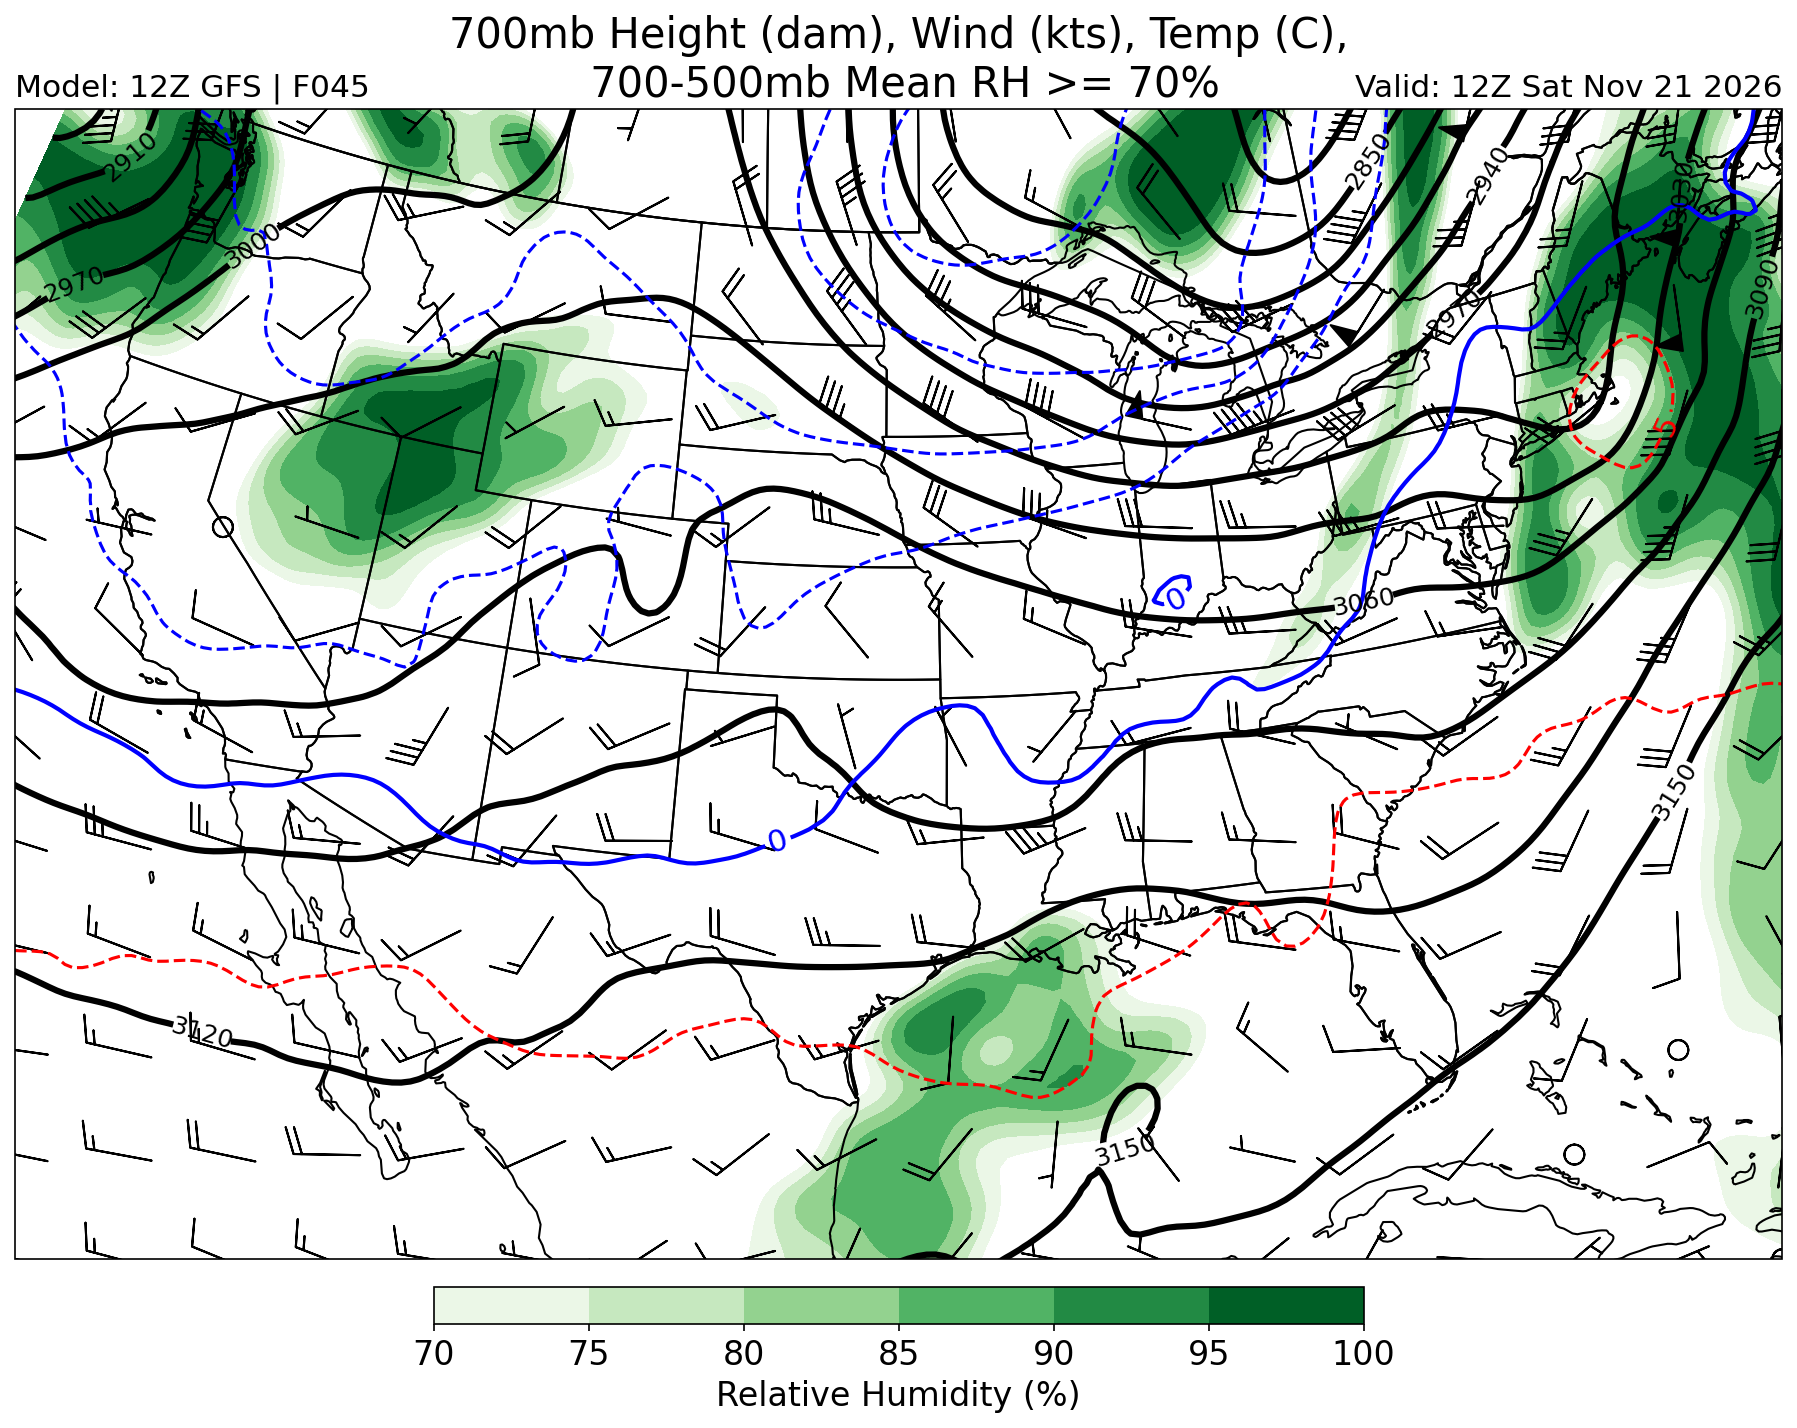 700mb Height (dam), Wind (kts), Temp (C),
700-500mb Mean RH >= 70%
Model: 12Z GFS | F045
Valid: 12Z Sat Nov 21 2026
2910
2850
2940
3030
3000
2970
2970
3090
5
0
3060
3150
0
3120
3150
70 75 80 85 90 95 100
Relative Humidity (%)